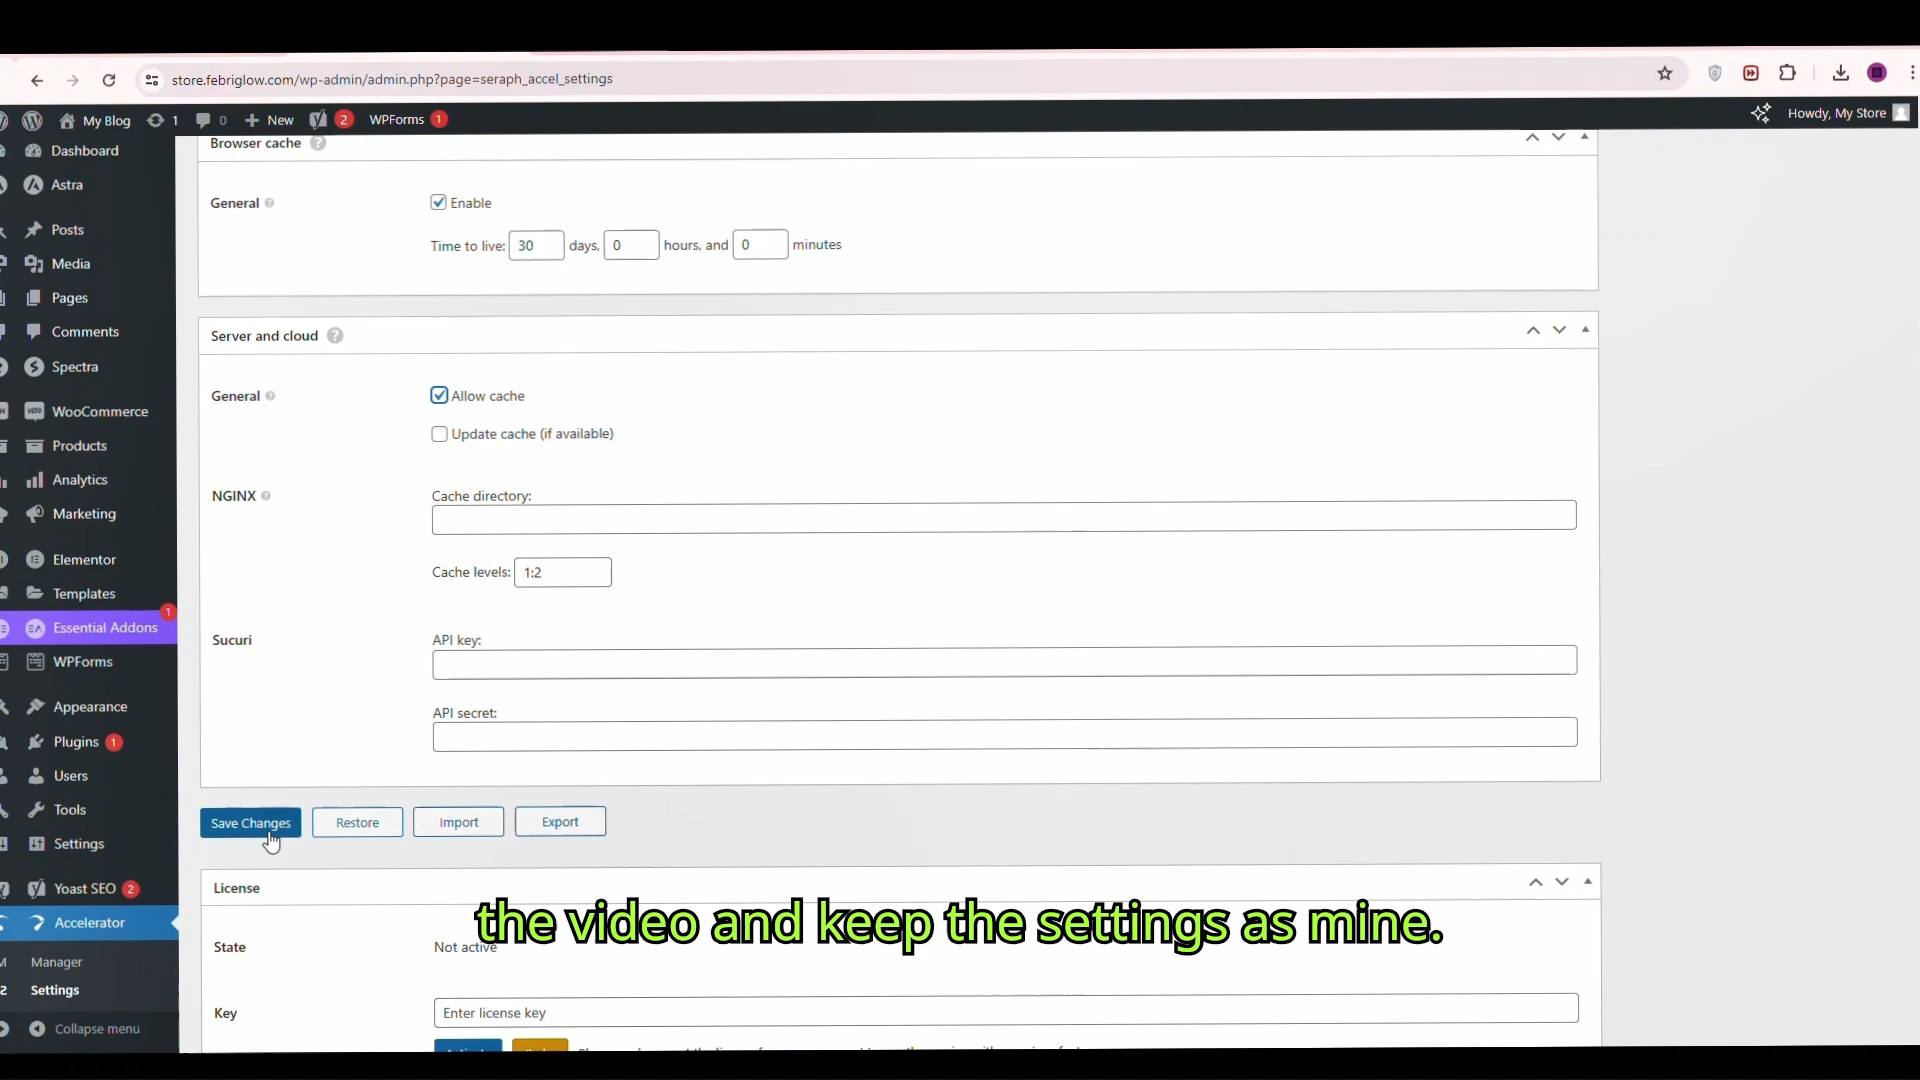 store.febriglow.com/wp-admin/admin.php?page=seraph_accel_settings
My Blog 1 0 New 2 WPForms 1 Howdy, My Store
Dashboard
Astra
Posts
Media
Pages
Comments
Spectra
WooCommerce
Products
Analytics
Marketing
Elementor
Templates
Essential Addons 1
WPForms
Appearance
Plugins 1
Users
Tools
Settings
Yoast SEO 2
Accelerator
Manager
Settings
Collapse menu
Browser cache ?
General
Enable
Time to live: 30 days, 0 hours, and 0 minutes
Server and cloud ?
General
Allow cache
Update cache (if available)
NGINX
Cache directory:
Cache levels: 1:2
Sucuri
API key:
API secret:
Save Changes Restore Import Export
License
the video and keep the settings as mine.
State Not active
Key Enter license key